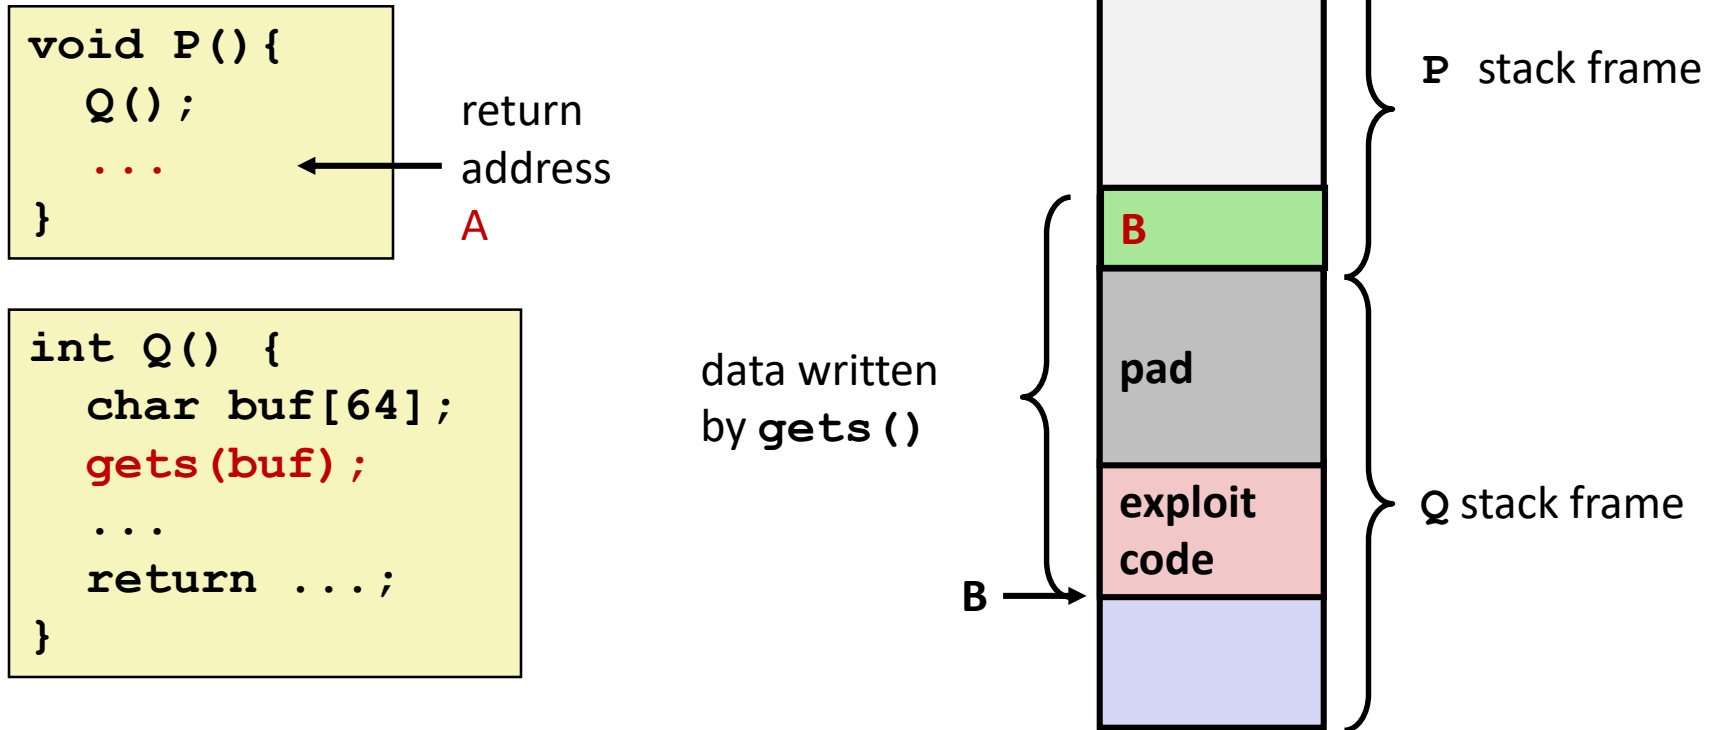 void P(){
  Q();
  ...
}
return
address
A
int Q() {
  char buf[64];
  gets(buf);
  ...
  return ...;
}
data written
by gets()
B
B
pad
exploit
code
P stack frame
Q stack frame